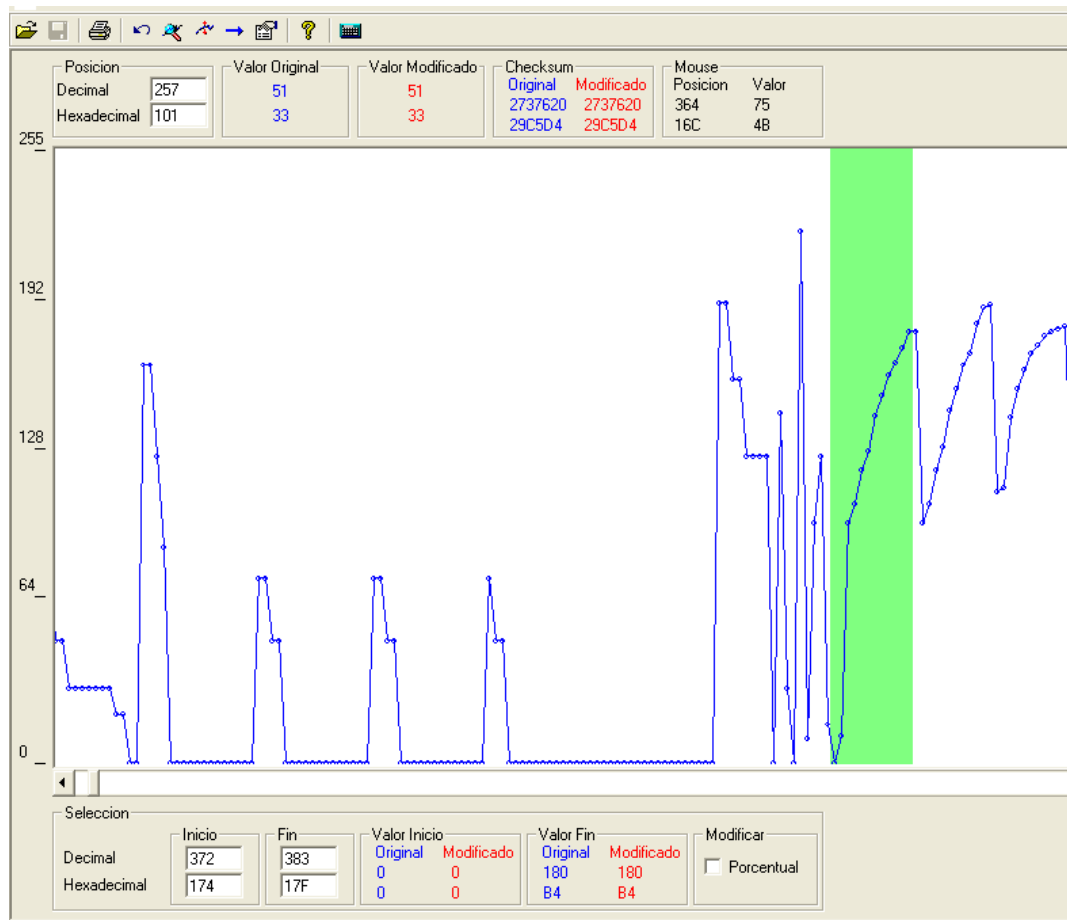 Posicion
Decimal 257
Hexadecimal 101
Valor Original
51
33
Valor Modificado
51
33
Checksum
Original Modificado
2737620 2737620
29C5D4 29C5D4
Mouse
Posicion Valor
364 75
16C 4B
255
192
128
64
0
Seleccion
Inicio Fin Valor Inicio Valor Fin Modificar
Original Modificado Original Modificado
Decimal 372 383 0 0 180 180 Porcentual
Hexadecimal 174 17F 0 0 B4 B4